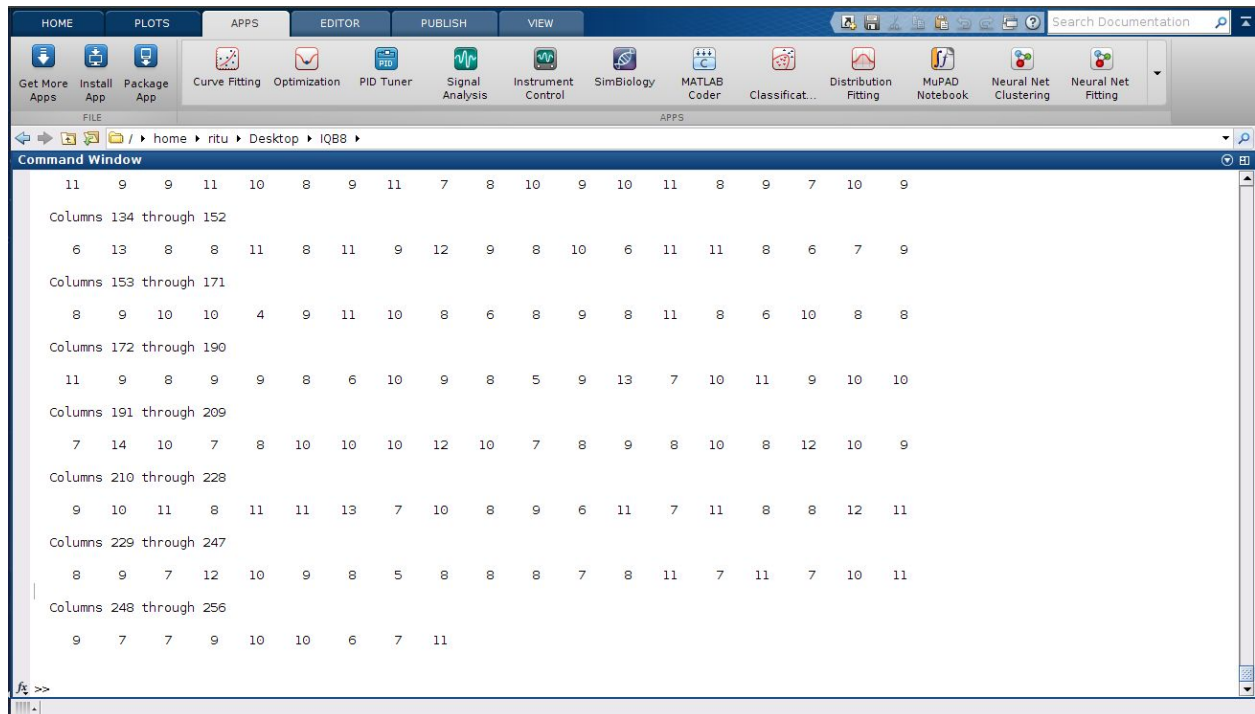 HOME PLOTS APPS EDITOR PUBLISH VIEW Search Documentation
Get More Apps Install App Package App Curve Fitting Optimization PID Tuner Signal Analysis Instrument Control SimBiology MATLAB Coder Classificat... Distribution Fitting MuPAD Notebook Neural Net Clustering Neural Net Fitting
FILE APPS
/ home ritu Desktop IQB8
Command Window
11 9 9 11 10 8 9 11 7 8 10 9 10 11 8 9 7 10 9
Columns 134 through 152
6 13 8 8 11 8 11 9 12 9 8 10 6 11 11 8 6 7 9
Columns 153 through 171
8 9 10 10 4 9 11 10 8 6 8 9 8 11 8 6 10 8 8
Columns 172 through 190
11 9 8 9 9 8 6 10 9 8 5 9 13 7 10 11 9 10 10
Columns 191 through 209
7 14 10 7 8 10 10 10 12 10 7 8 9 8 10 8 12 10 9
Columns 210 through 228
9 10 11 8 11 11 13 7 10 8 9 6 11 7 11 8 8 12 11
Columns 229 through 247
8 9 7 12 10 9 8 5 8 8 8 7 8 11 7 11 7 10 11
Columns 248 through 256
9 7 7 9 10 10 6 7 11
fx >>